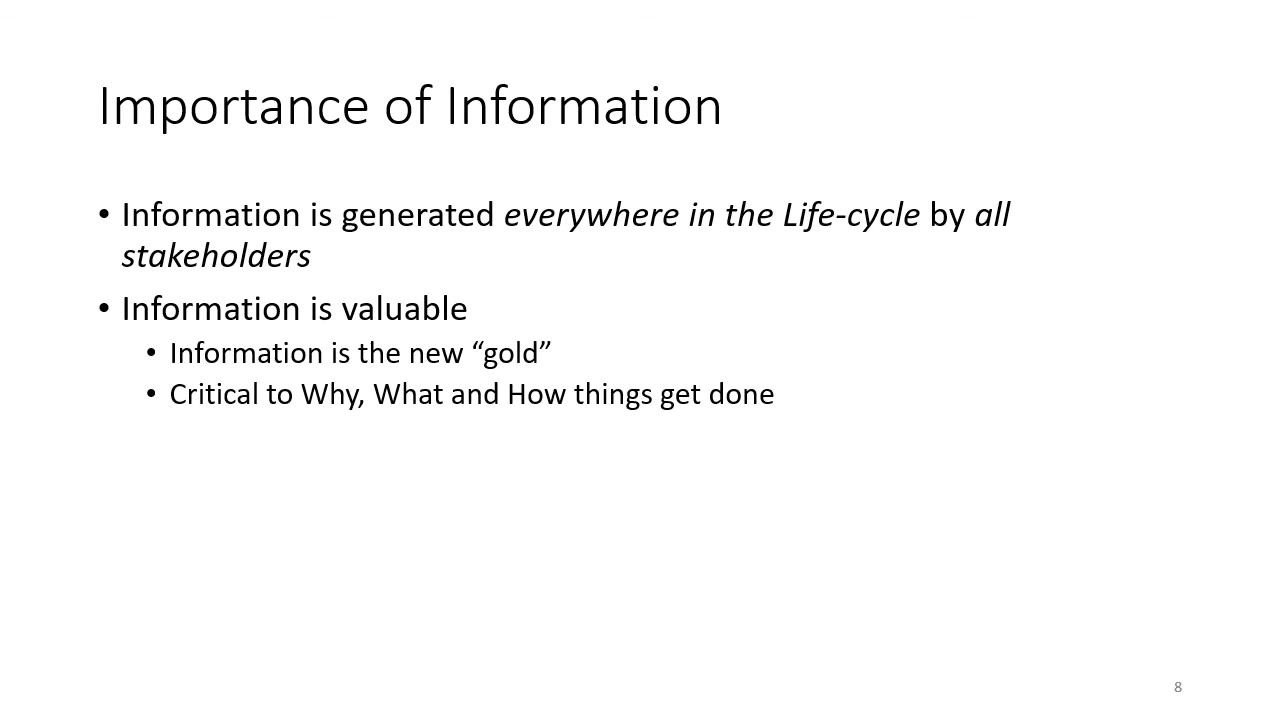 Importance of Information
• Information is generated everywhere in the Life-cycle by all
stakeholders
• Information is valuable
• Information is the new “gold”
• Critical to Why, What and How things get done
8